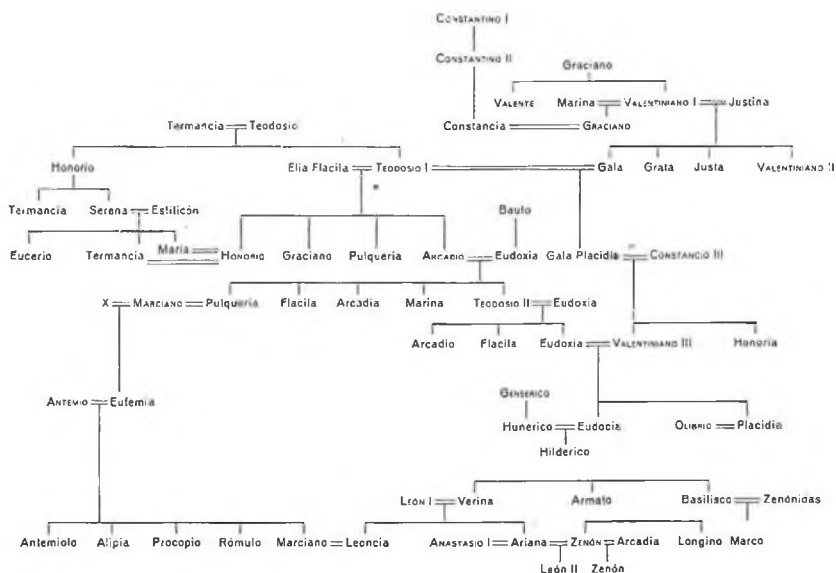 CONSTANTINO I
CONSTANTINO II
Graciano
VALENTE Marina VALENTINIANO I Justina
Termancia Teodosio Constancia GRACIANO
Honorio Elia Flacila TEODOSIO I Gala Grata Justa VALENTINIANO II
Termancia Serena Estilicón Bauto
Eucerio Termancia María HONORIO Graciano Pulqueria ARCADIO Eudoxia Gala Placidia CONSTANCIO III
X MARCIANO Pulqueria Flacila Arcadia Marina TEODOSIO II Eudoxia
Arcadio Flacila Eudoxia VALENTINIANO III Honoria
ANTEMIO Eufemia GENSERICO
Hunerico Eudocia OLIBRIO Placidia
Hilderico
LEÓN I Verina Armato Basilisco Zenónidas
Antemiolo Alipia Procopio Rómulo Marciano Leoncia ANASTASIO I Ariana ZENÓN Arcadia Longino Marco
León II Zenón